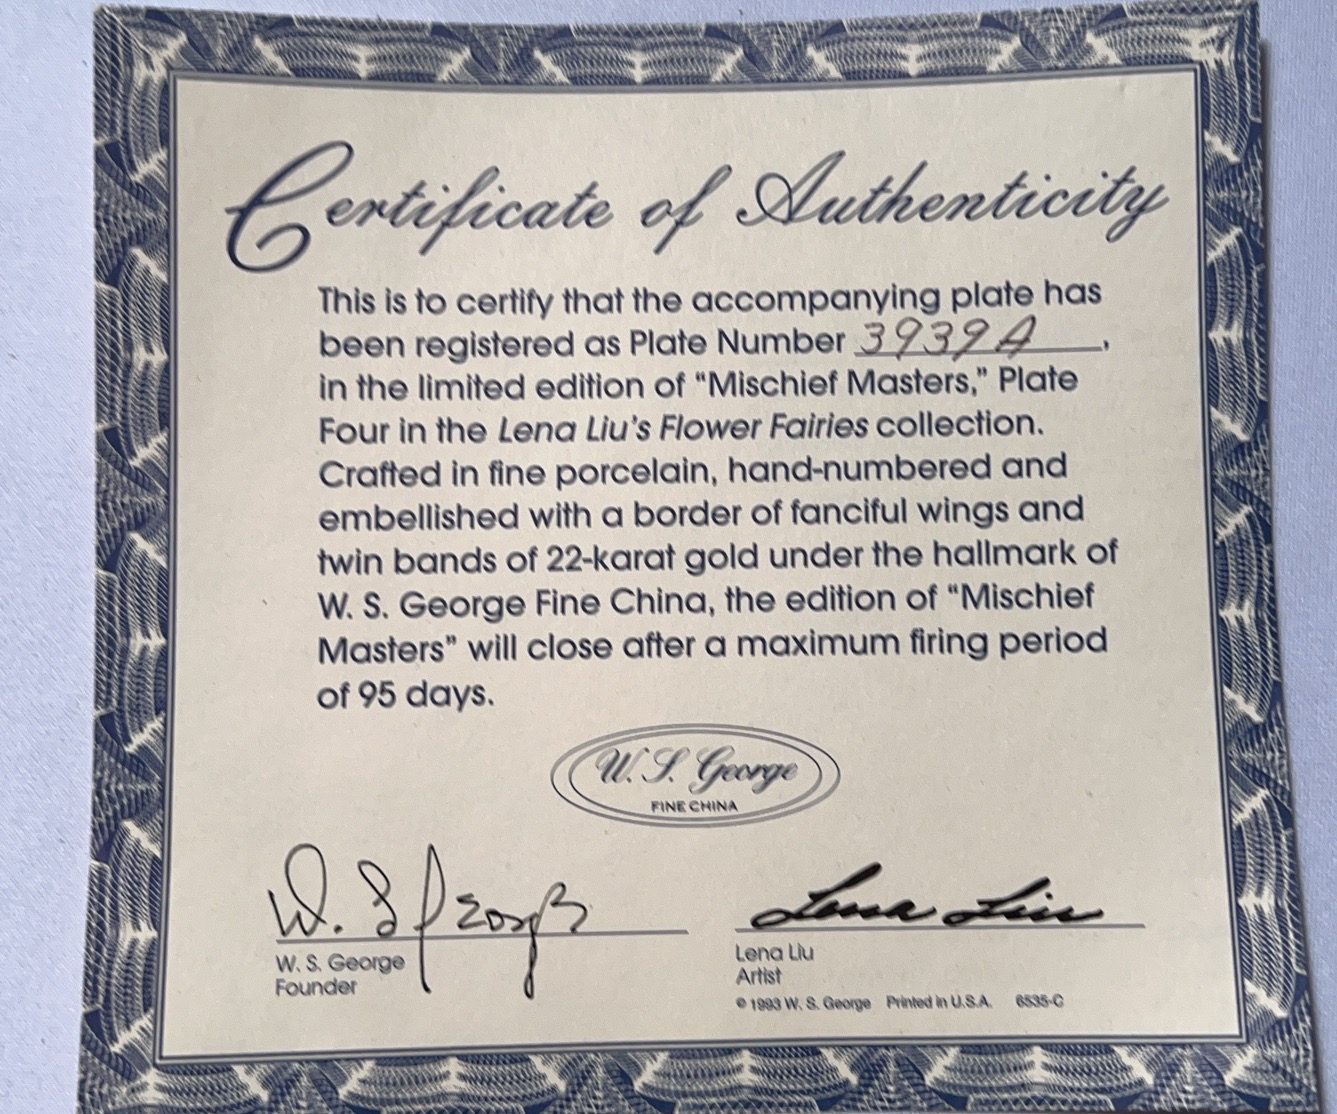 Certificate of Authenticity
This is to certify that the accompanying plate has
been registered as Plate Number 3939A,
in the limited edition of “Mischief Masters,” Plate
Four in the Lena Liu’s Flower Fairies collection.
Crafted in fine porcelain, hand-numbered and
embellished with a border of fanciful wings and
twin bands of 22-karat gold under the hallmark of
W. S. George Fine China, the edition of “Mischief
Masters” will close after a maximum firing period
of 95 days.
W. S. George
FINE CHINA
W. S. George
Lena Liu
W. S. George
Founder
Lena Liu
Artist
© 1993 W. S. George Printed in U.S.A. 6535-C